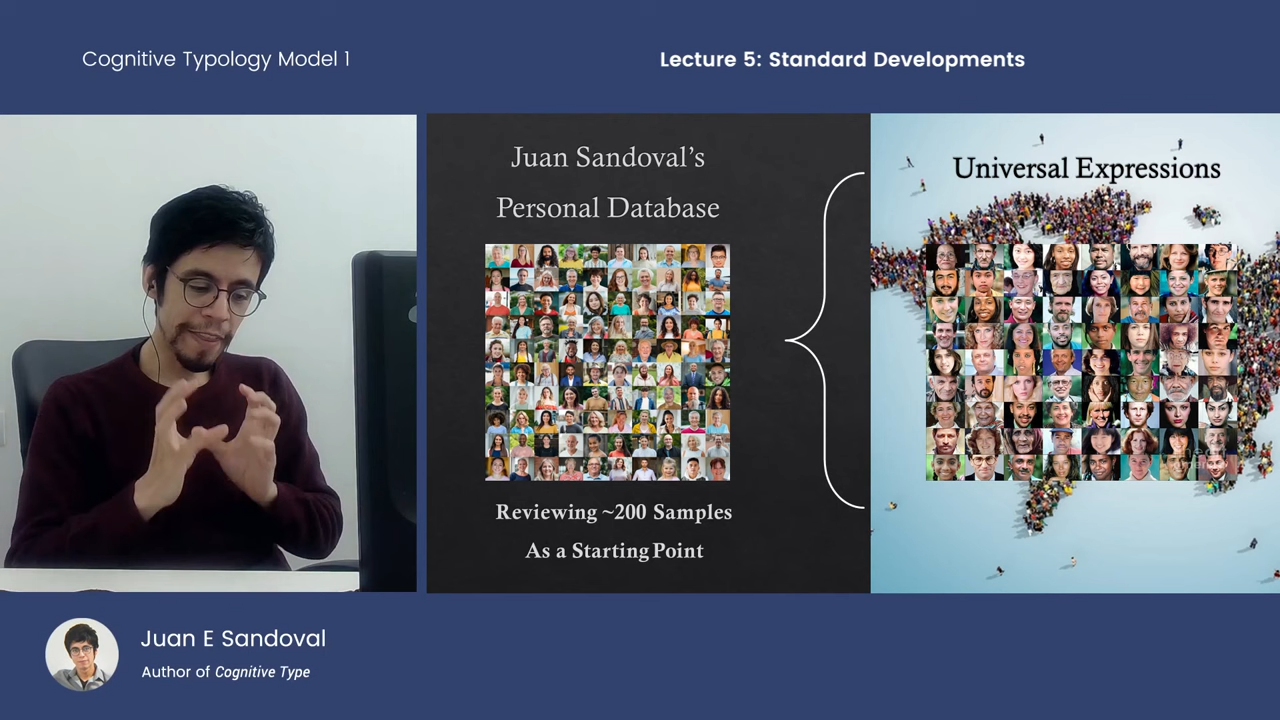 Cognitive Typology Model 1
Lecture 5: Standard Developments
Juan Sandoval's
Personal Database
Reviewing ~200 Samples
As a Starting Point
Universal Expressions
Juan E Sandoval
Author of Cognitive Type